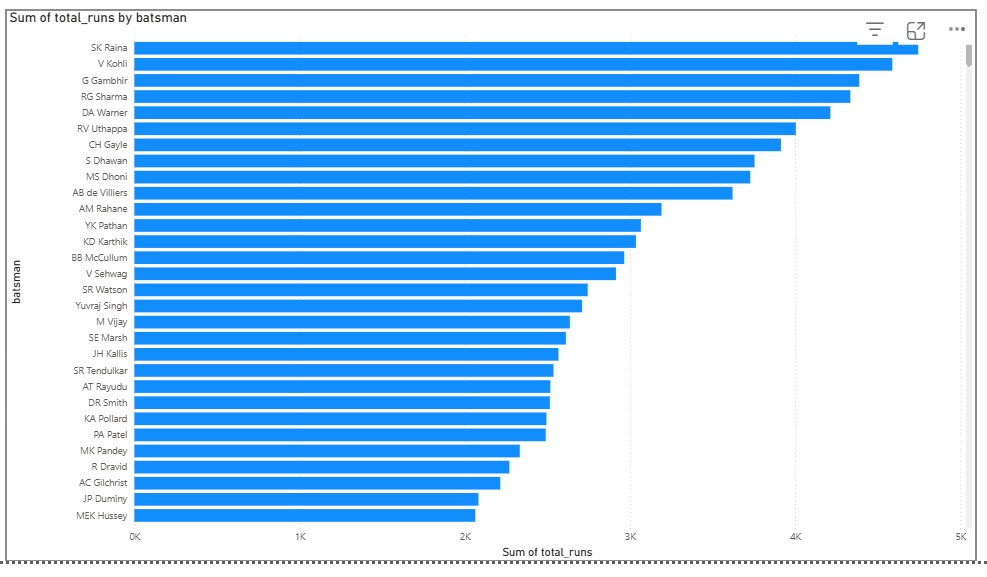 Sum of total_runs by batsman
SK Raina
V Kohli
G Gambhir
RG Sharma
DA Warner
RV Uthappa
CH Gayle
S Dhawan
MS Dhoni
AB de Villiers
AM Rahane
YK Pathan
KD Karthik
BB McCullum
V Sehwag
SR Watson
Yuvraj Singh
M Vijay
SE Marsh
JH Kallis
SR Tendulkar
AT Rayudu
DR Smith
KA Pollard
PA Patel
MK Pandey
R Dravid
AC Gilchrist
JP Duminy
MEK Hussey
batsman
0K 1K 2K 3K 4K 5K
Sum of total_runs